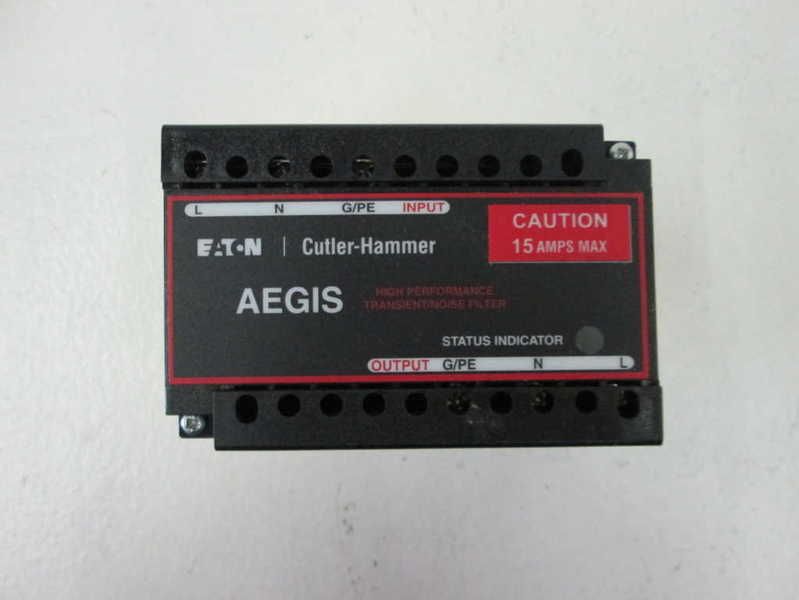 L N G/PE INPUT
CAUTION
15 AMPS MAX
EATON | Cutler-Hammer
AEGIS
HIGH PERFORMANCE
TRANSIENT/NOISE FILTER
STATUS INDICATOR
OUTPUT G/PE N L